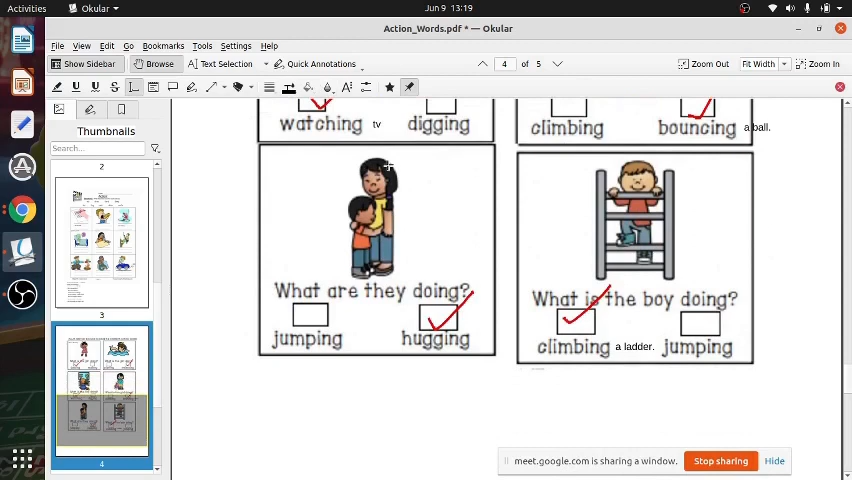 Activities
Okular
Jun 9 13:19
Action_Words.pdf * — Okular
File Edit View Go Bookmarks Tools Settings Help
Show Sidebar
Browse
Text Selection
Quick Annotations
4 of 5
Zoom Out
Fit Width
Zoom In
Thumbnails
Search...
2
3
4
watching tv digging
climbing bouncing a ball.
What are they doing?
jumping hugging
What is the boy doing?
climbing a ladder. jumping
meet.google.com is sharing a window.
Stop sharing
Hide